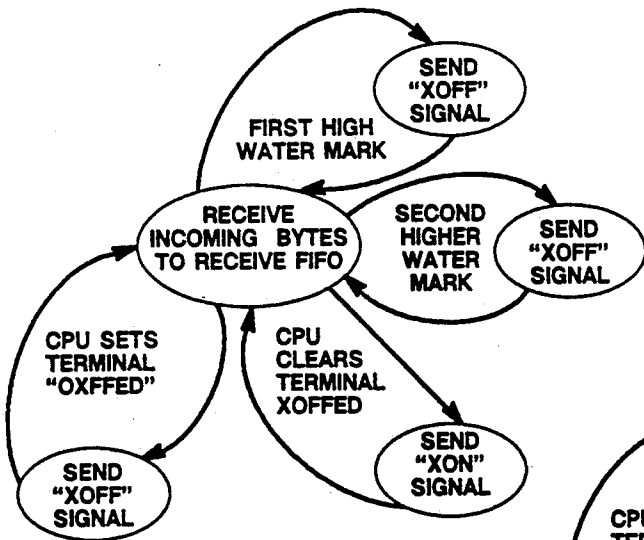 SEND
"XOFF"
SIGNAL
FIRST HIGH
WATER MARK
RECEIVE
INCOMING BYTES
TO RECEIVE FIFO
SECOND
HIGHER
WATER
MARK
SEND
"XOFF"
SIGNAL
CPU SETS
TERMINAL
"OXFFED"
CPU
CLEARS
TERMINAL
XOFFED
SEND
"XOFF"
SIGNAL
SEND
"XON"
SIGNAL